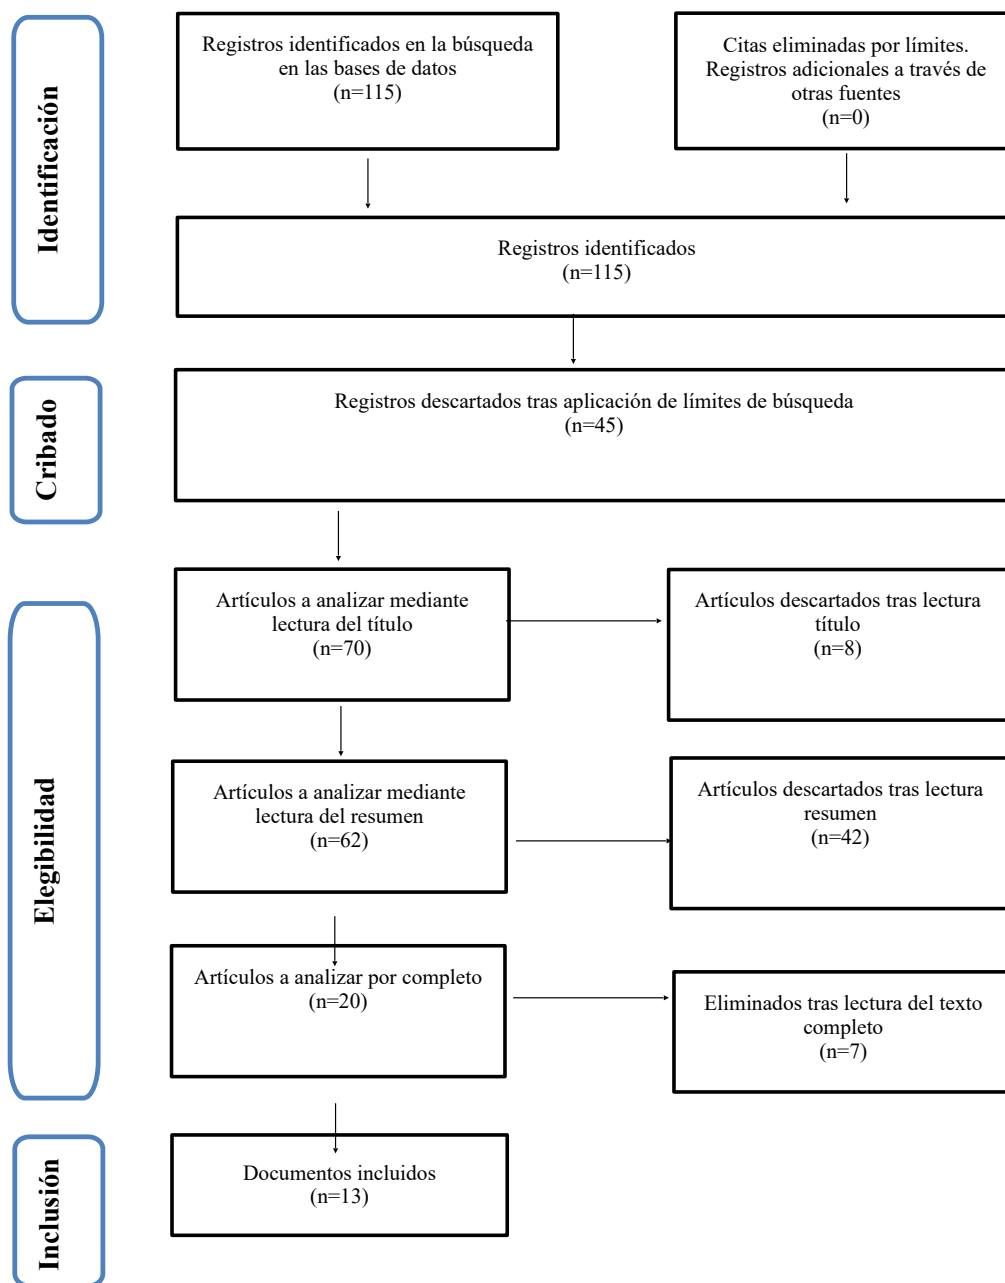 Identificación
Registros identificados en la búsqueda
en las bases de datos
(n=115)
Citas eliminadas por límites.
Registros adicionales a través de
otras fuentes
(n=0)
Registros identificados
(n=115)
Cribado
Registros descartados tras aplicación de límites de búsqueda
(n=45)
Elegibilidad
Artículos a analizar mediante
lectura del título
(n=70)
Artículos descartados tras lectura
título
(n=8)
Artículos a analizar mediante
lectura del resumen
(n=62)
Artículos descartados tras lectura
resumen
(n=42)
Artículos a analizar por completo
(n=20)
Eliminados tras lectura del texto
completo
(n=7)
Inclusión
Documentos incluidos
(n=13)